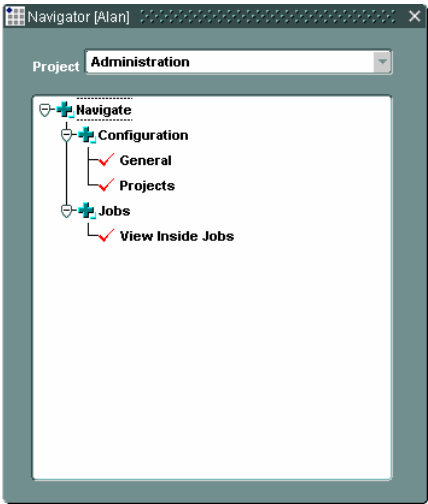 Navigator [Alan]
Project Administration
Navigate
Configuration
General
Projects
Jobs
View Inside Jobs